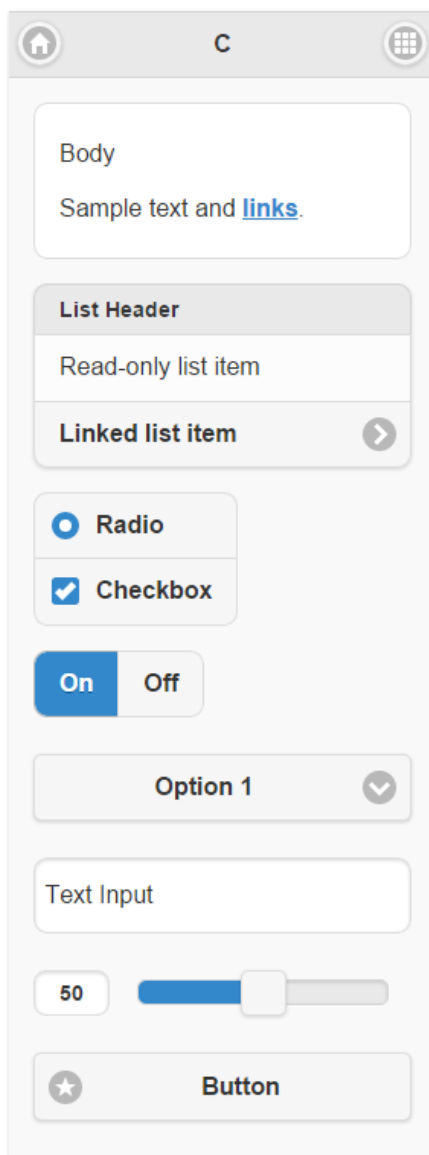 C
Body
Sample text and links.
List Header
Read-only list item
Linked list item
Radio
Checkbox
On Off
Option 1
Text Input
50
Button